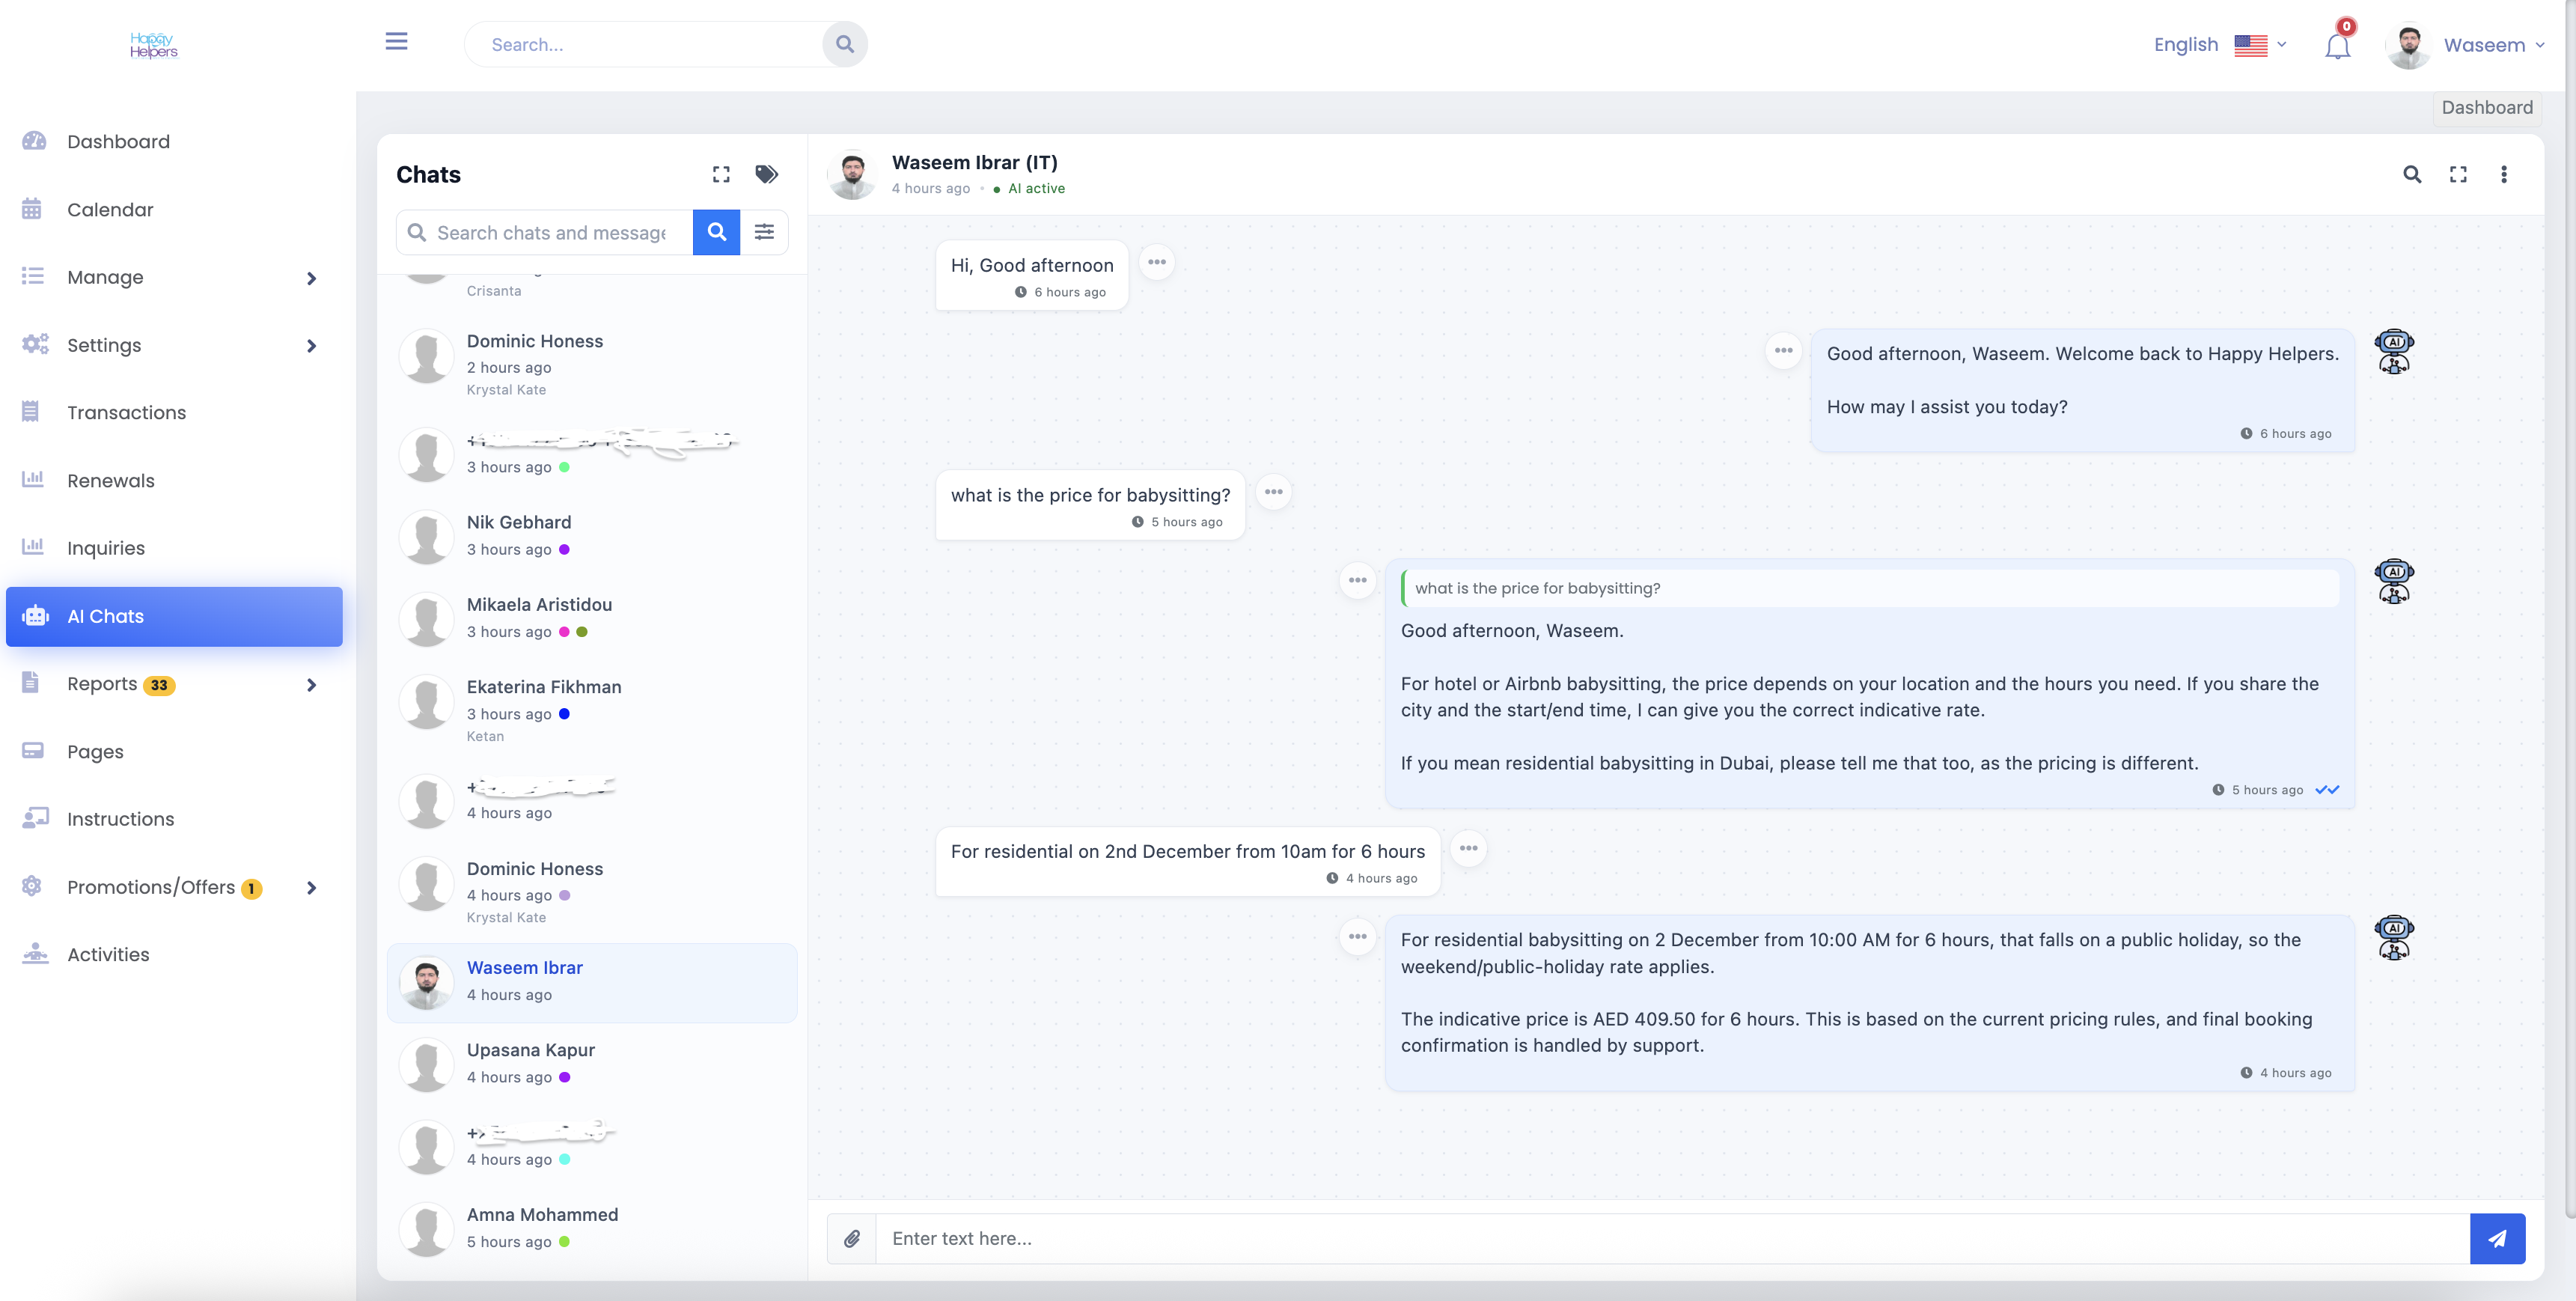 Happy
Helpers
Search...
English
0
Waseem
Dashboard
Dashboard
Calendar
Manage
Settings
Transactions
Renewals
Inquiries
AI Chats
Reports 33
Pages
Instructions
Promotions/Offers 1
Activities
Chats
Search chats and message
Crisanta
Dominic Honess
2 hours ago
Krystal Kate
3 hours ago
Nik Gebhard
3 hours ago
Mikaela Aristidou
3 hours ago
Ekaterina Fikhman
3 hours ago
Ketan
+
4 hours ago
Dominic Honess
4 hours ago
Krystal Kate
Waseem Ibrar
4 hours ago
Upasana Kapur
4 hours ago
+
4 hours ago
Amna Mohammed
5 hours ago
Waseem Ibrar (IT)
4 hours ago • AI active
Hi, Good afternoon
6 hours ago
Good afternoon, Waseem. Welcome back to Happy Helpers.
How may I assist you today?
6 hours ago
AI
what is the price for babysitting?
5 hours ago
what is the price for babysitting?
Good afternoon, Waseem.
For hotel or Airbnb babysitting, the price depends on your location and the hours you need. If you share the
city and the start/end time, I can give you the correct indicative rate.
If you mean residential babysitting in Dubai, please tell me that too, as the pricing is different.
5 hours ago
AI
For residential on 2nd December from 10am for 6 hours
4 hours ago
For residential babysitting on 2 December from 10:00 AM for 6 hours, that falls on a public holiday, so the
weekend/public-holiday rate applies.
The indicative price is AED 409.50 for 6 hours. This is based on the current pricing rules, and final booking
confirmation is handled by support.
4 hours ago
AI
Enter text here...